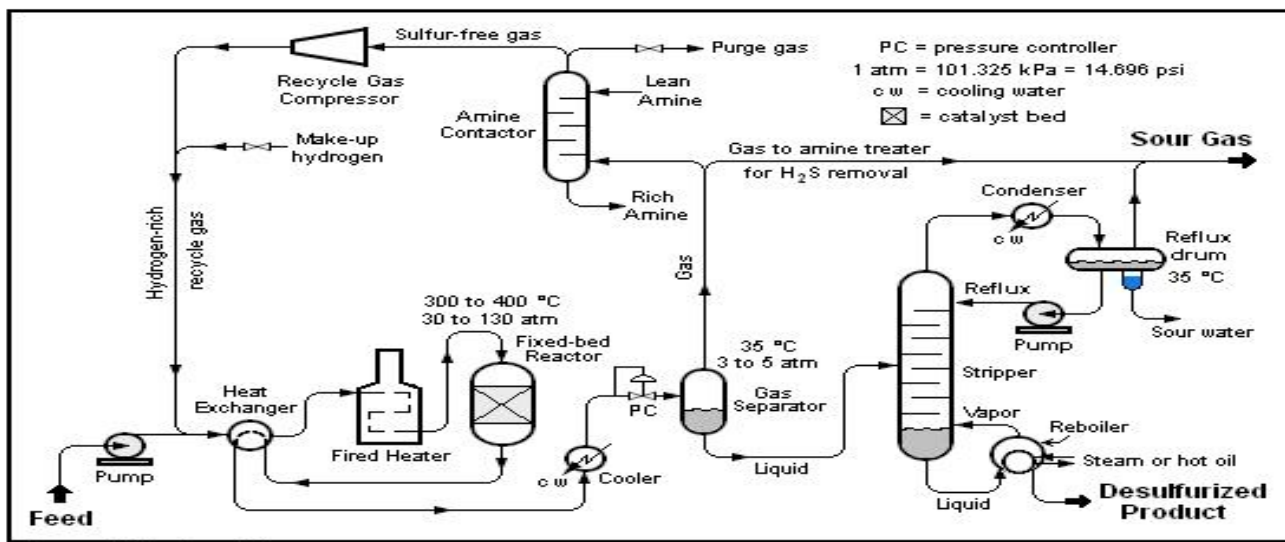 Sulfur-free gas
Purge gas
PC = pressure controller
1 atm = 101.325 kPa = 14.696 psi
c w = cooling water
= catalyst bed
Recycle Gas
Compressor
Lean
Amine
Amine
Contactor
Make-up
hydrogen
Gas to amine treater
for H₂S removal
Sour Gas
Rich
Amine
Condenser
c w
Reflux
drum
35 °C
Hydrogen-rich
recycle gas
Gas
Reflux
Pump
Sour water
300 to 400 °C
30 to 130 atm
Fixed-bed
Reactor
35 °C
3 to 5 atm
Gas
Separator
PC
Stripper
Heat
Exchanger
Vapor
Reboiler
Fired Heater
Steam or hot oil
Pump
c w
Cooler
Liquid
Liquid
Feed
Desulfurized
Product